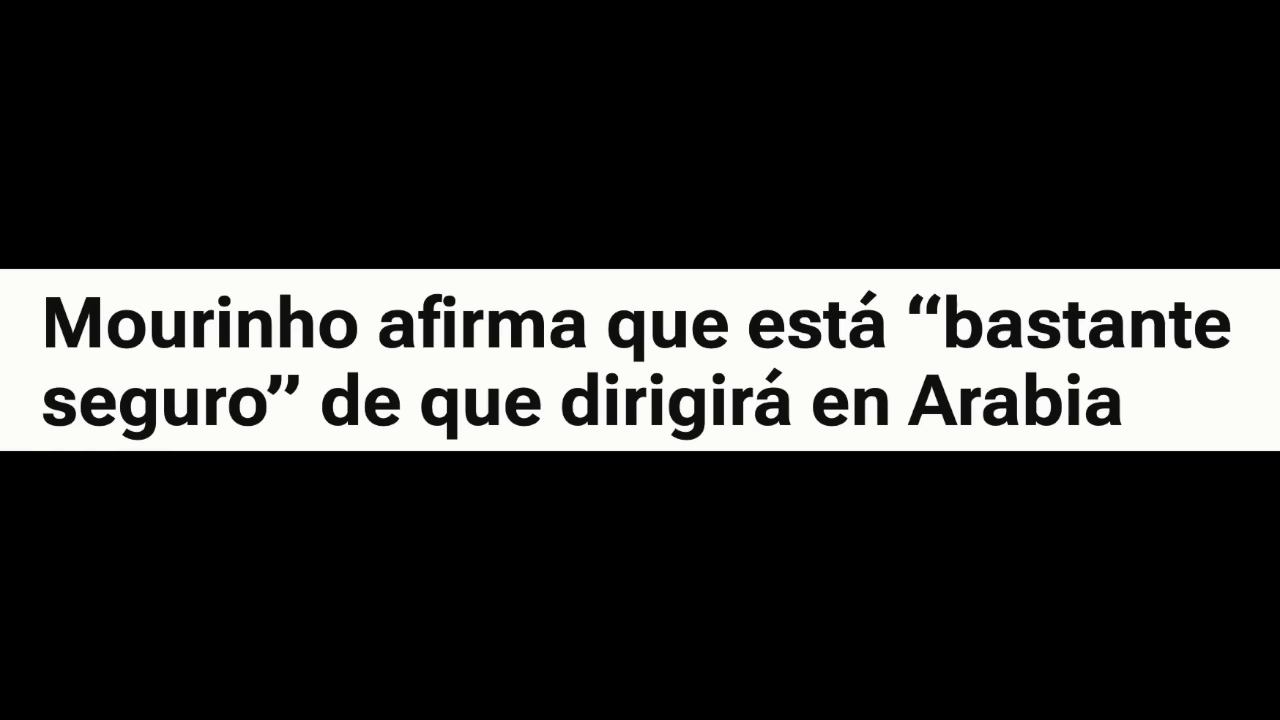 Mourinho afirma que está “bastante
seguro” de que dirigirá en Arabia